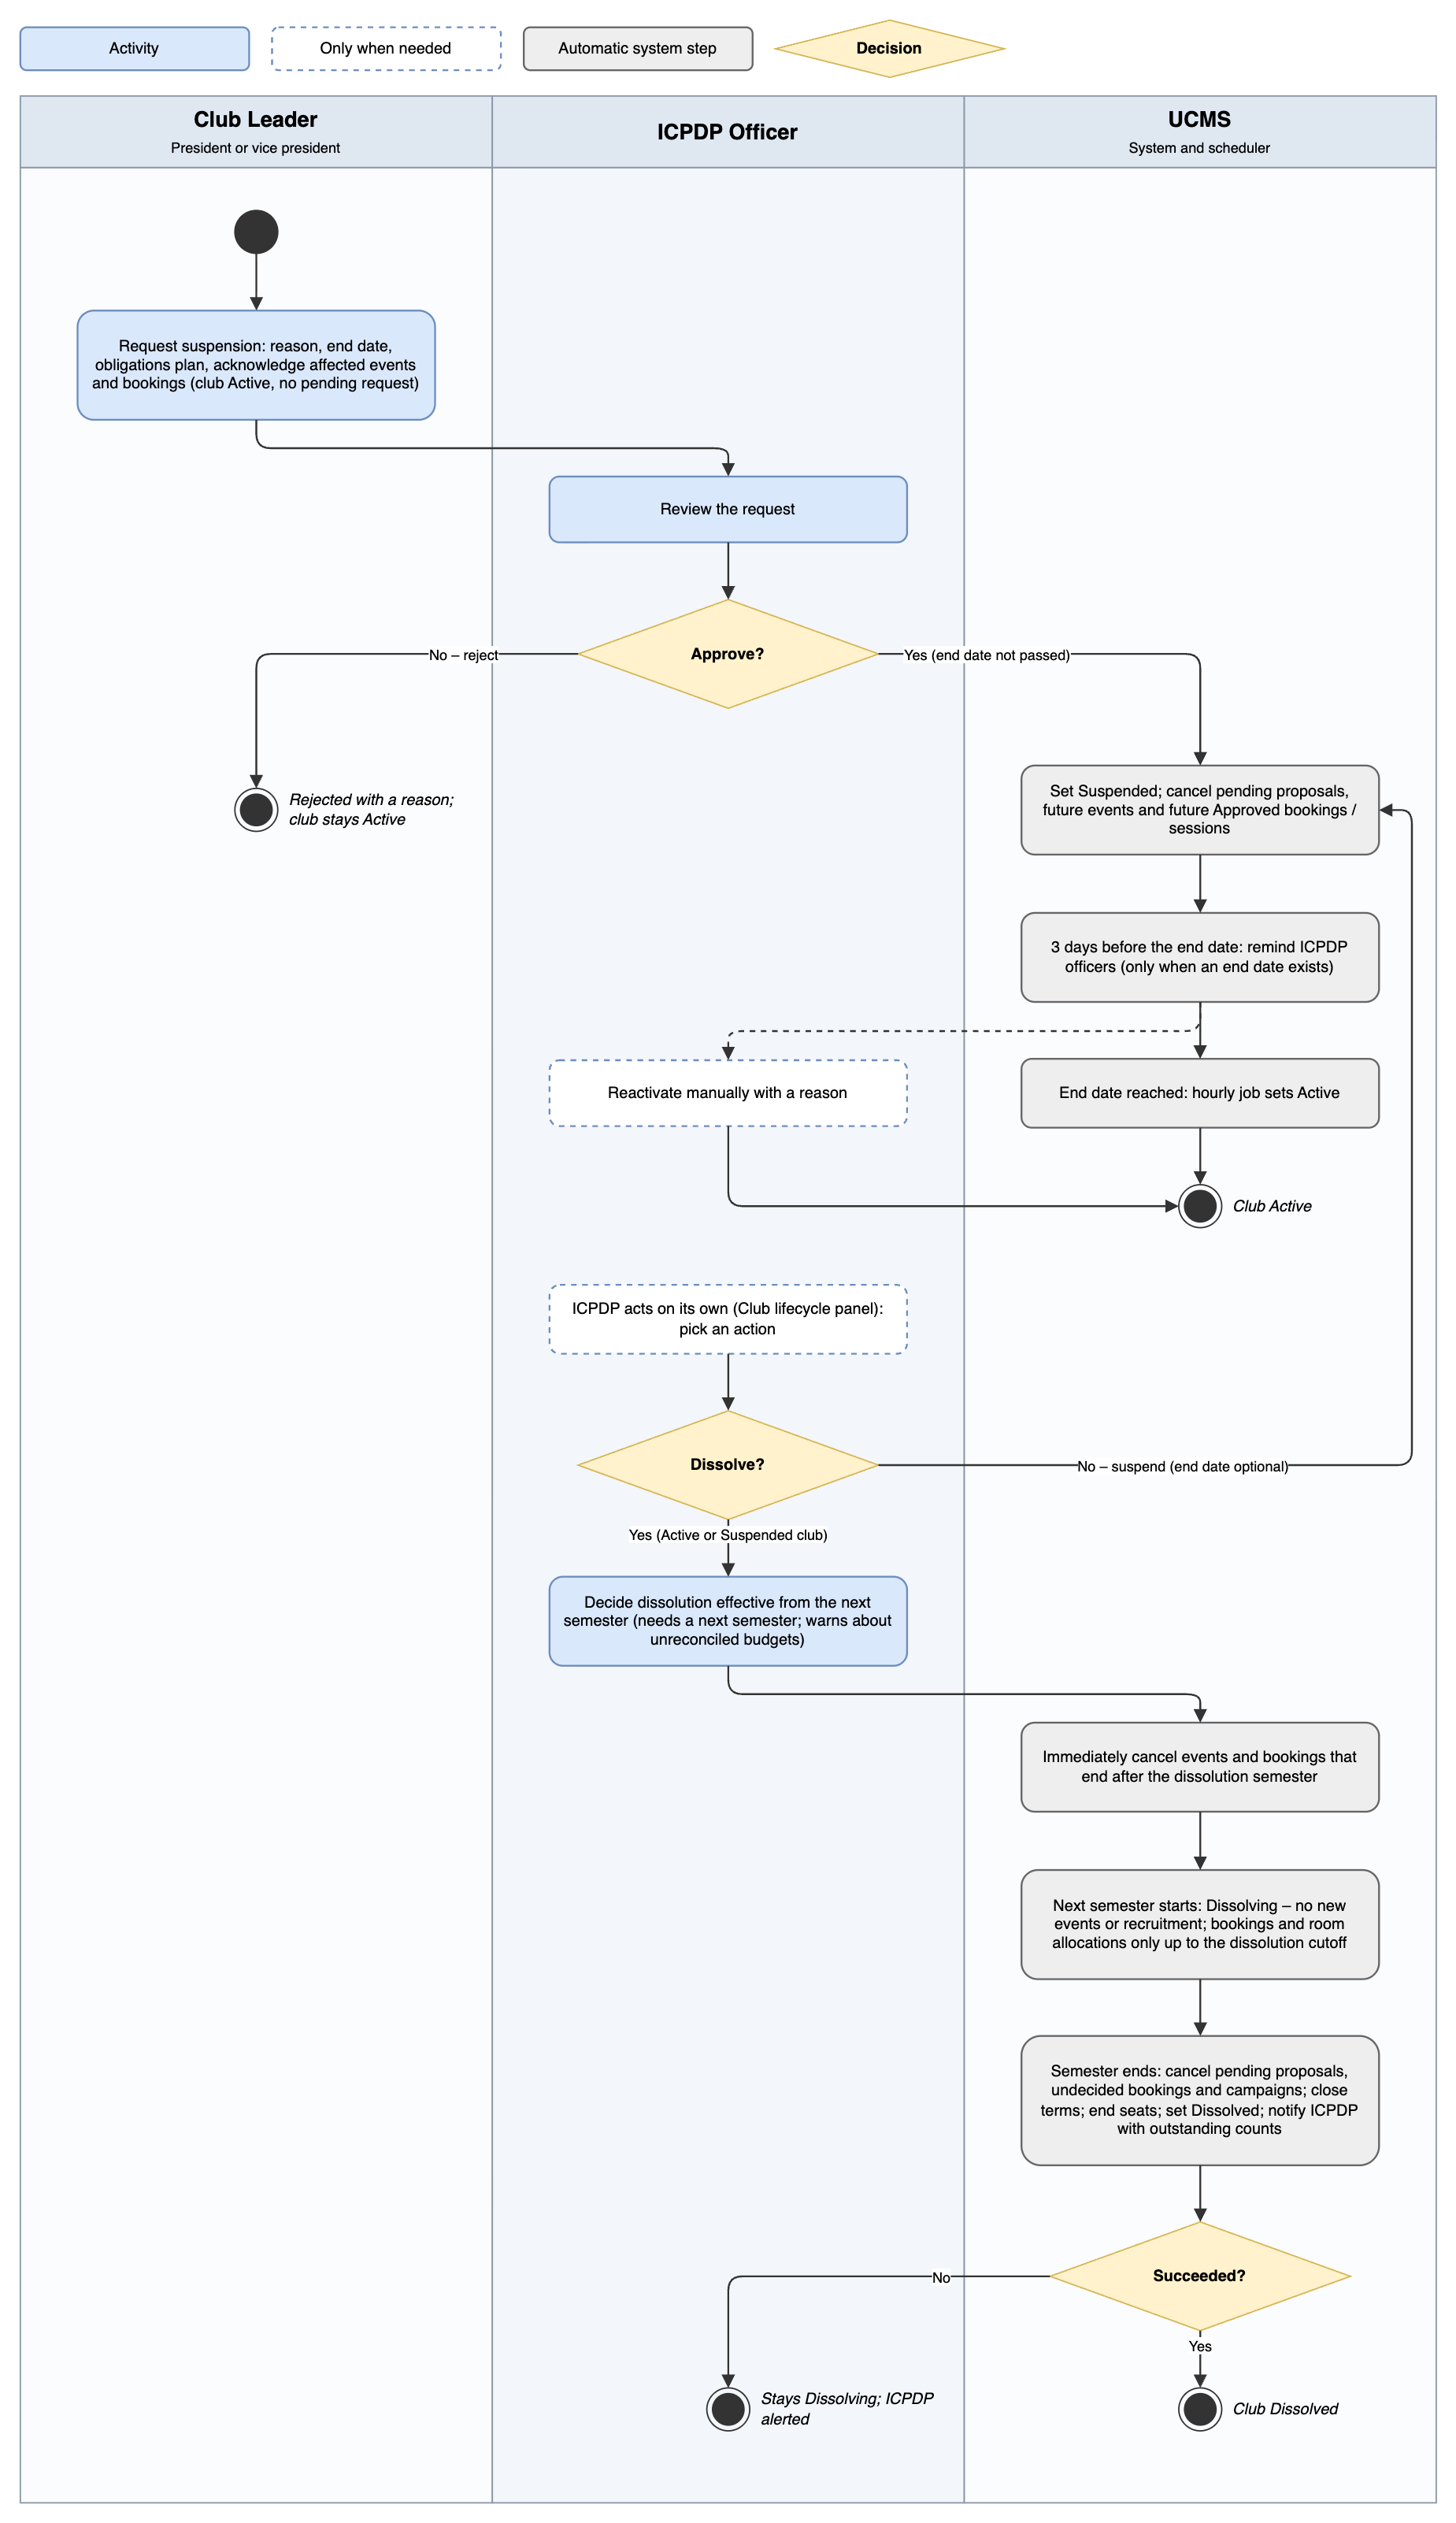 Activity
Only when needed
Automatic system step
Decision
Club Leader
President or vice president
ICPDP Officer
UCMS
System and scheduler
Request suspension: reason, end date,
obligations plan, acknowledge affected events
and bookings (club Active, no pending request)
Review the request
Approve?
No – reject
Yes (end date not passed)
Rejected with a reason;
club stays Active
Set Suspended; cancel pending proposals,
future events and future Approved bookings /
sessions
3 days before the end date: remind ICPDP
officers (only when an end date exists)
Reactivate manually with a reason
End date reached: hourly job sets Active
Club Active
ICPDP acts on its own (Club lifecycle panel):
pick an action
Dissolve?
No – suspend (end date optional)
Yes (Active or Suspended club)
Decide dissolution effective from the next
semester (needs a next semester; warns about
unreconciled budgets)
Immediately cancel events and bookings that
end after the dissolution semester
Next semester starts: Dissolving – no new
events or recruitment; bookings and room
allocations only up to the dissolution cutoff
Semester ends: cancel pending proposals,
undecided bookings and campaigns; close
terms; end seats; set Dissolved; notify ICPDP
with outstanding counts
Succeeded?
No
Yes
Stays Dissolving; ICPDP
alerted
Club Dissolved